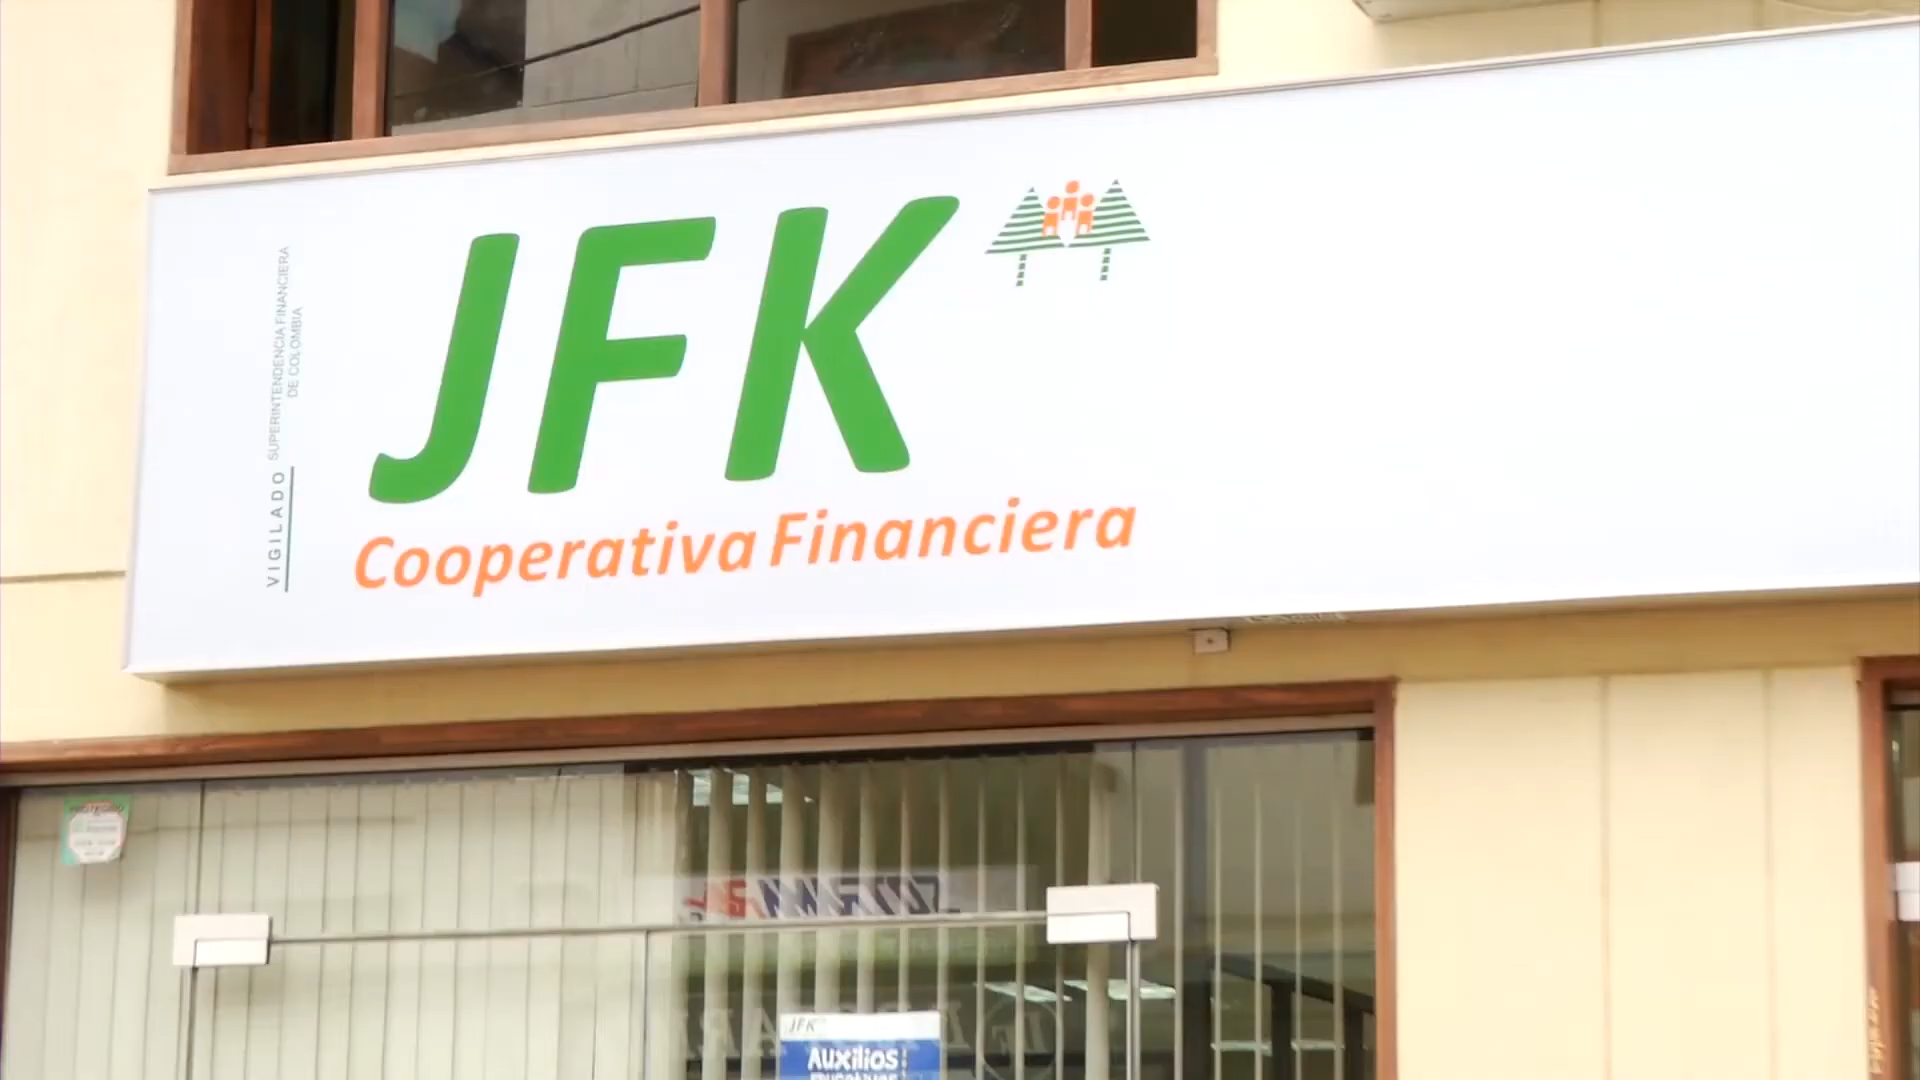 VIGILADO SUPERINTENDENCIA FINANCIERA
DE COLOMBIA
JFK
Cooperativa Financiera
JFK
Auxilios